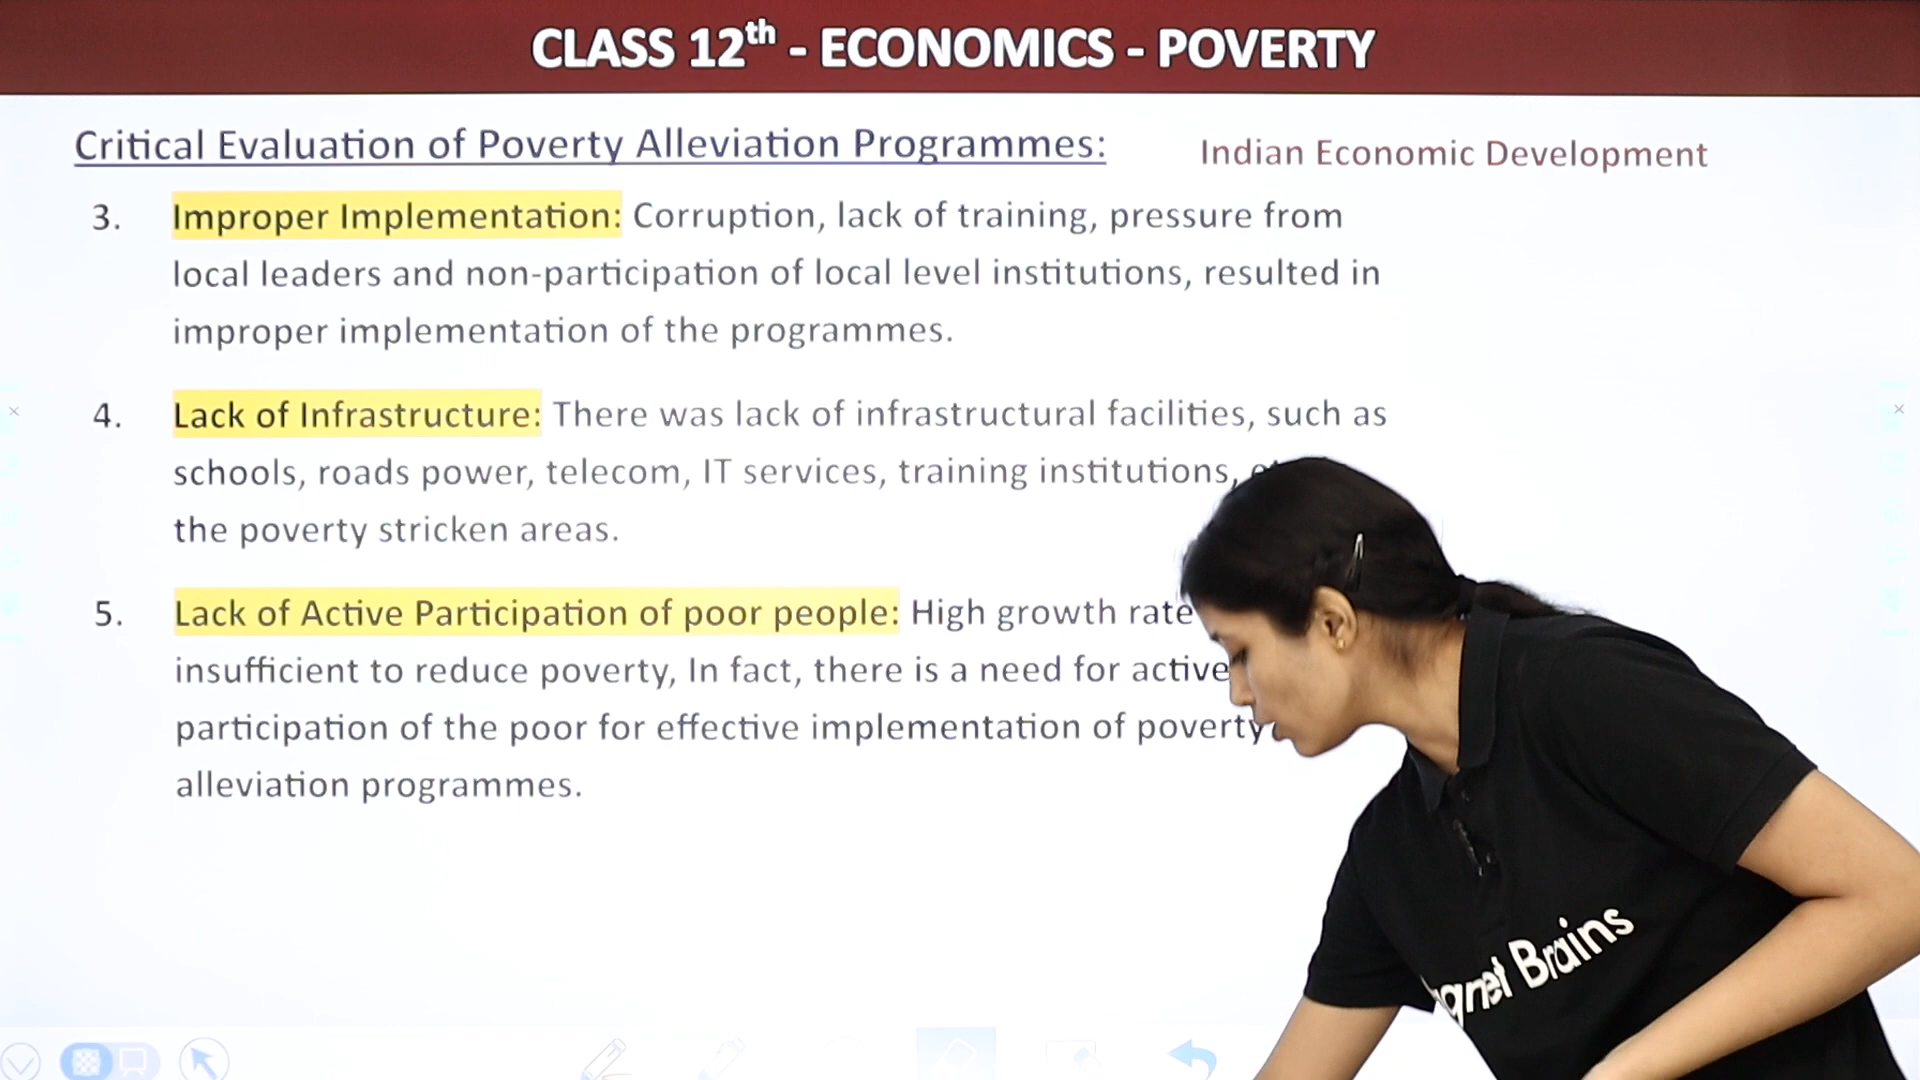 CLASS 12th - ECONOMICS - POVERTY
Critical Evaluation of Poverty Alleviation Programmes:
Indian Economic Development
3. Improper Implementation: Corruption, lack of training, pressure from
local leaders and non-participation of local level institutions, resulted in
improper implementation of the programmes.
4. Lack of Infrastructure: There was lack of infrastructural facilities, such as
schools, roads power, telecom, IT services, training institutions,
the poverty stricken areas.
5. Lack of Active Participation of poor people: High growth rate
insufficient to reduce poverty, In fact, there is a need for active
participation of the poor for effective implementation of poverty
alleviation programmes.
Brains